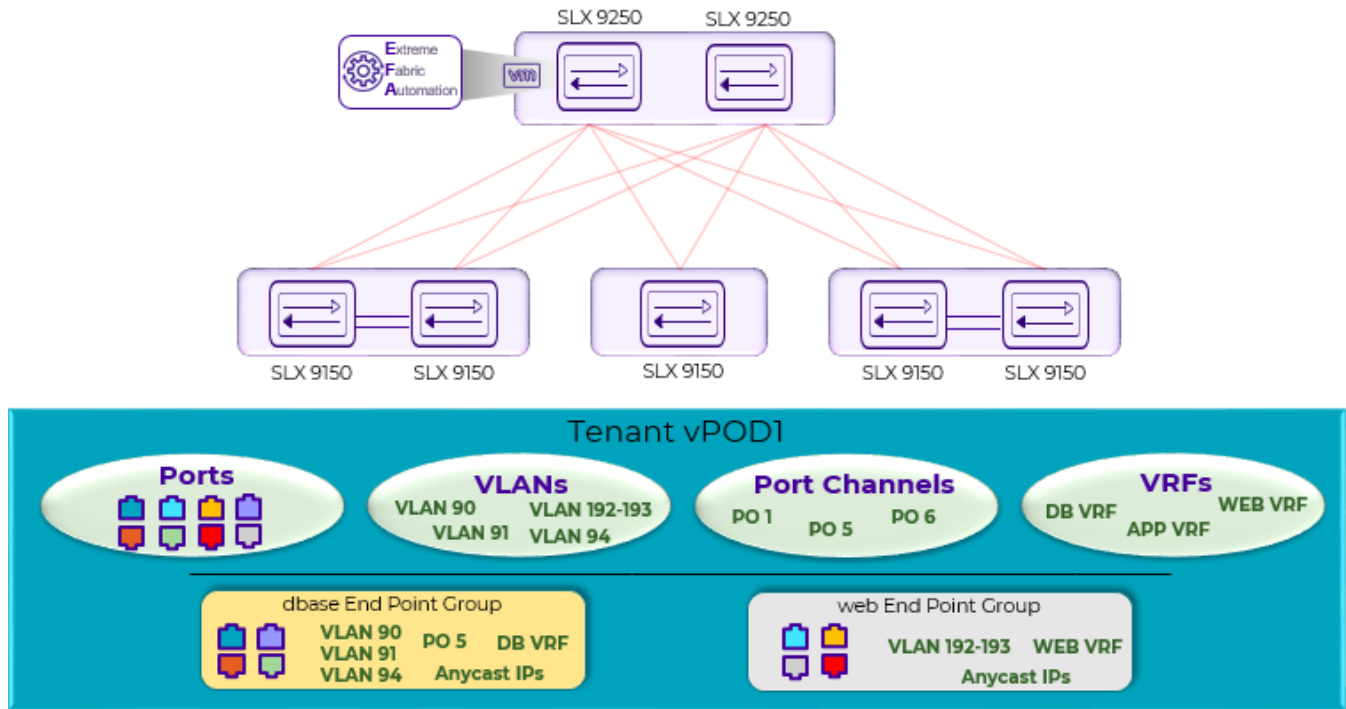 SLX 9250
SLX 9250
Extreme
Fabric
Automation
vm
SLX 9150
SLX 9150
SLX 9150
SLX 9150
SLX 9150
Tenant vPOD1
Ports
VLANs
VLAN 90
VLAN 192-193
VLAN 91
VLAN 94
Port Channels
PO 1
PO 5
PO 6
VRFs
DB VRF
WEB VRF
APP VRF
dbase End Point Group
VLAN 90
VLAN 91
VLAN 94
PO 5
DB VRF
Anycast IPs
web End Point Group
VLAN 192-193
WEB VRF
Anycast IPs